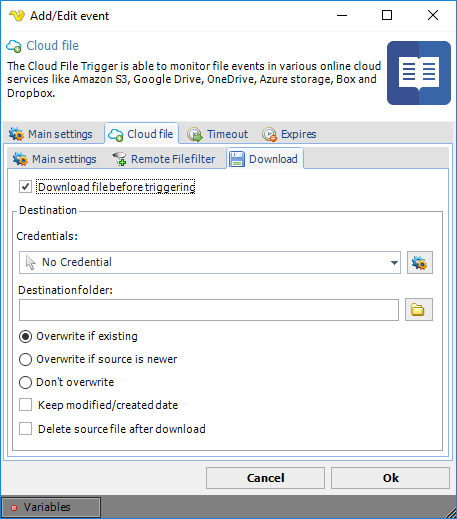 Add/Edit event
Cloud file
The Cloud File Trigger is able to monitor file events in various online cloud
services like Amazon S3, Google Drive, OneDrive, Azure storage, Box and
Dropbox.
Main settings Cloud file Timeout Expires
Main settings Remote Filefilter Download
Download file before triggering
Destination
Credentials:
No Credential
Destination folder:
Overwrite if existing
Overwrite if source is newer
Don't overwrite
Keep modified/created date
Delete source file after download
Cancel Ok
Variables